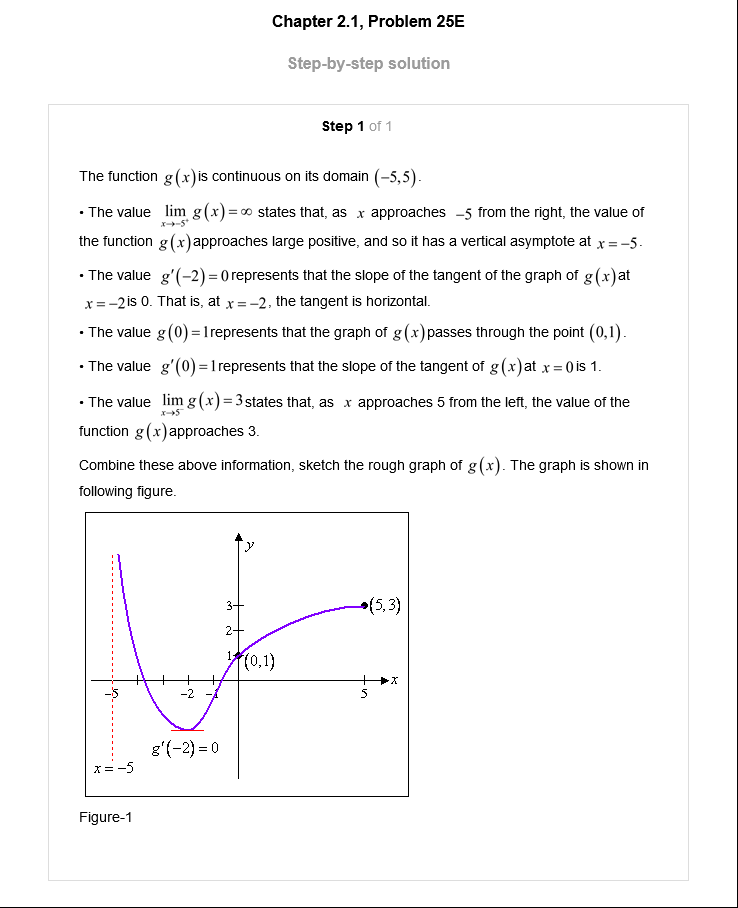 Chapter 2.1, Problem 25E
Step-by-step solution
Step 1 of 1
The function g(x) is continuous on its domain (−5,5).
• The value lim x→−5⁺ g(x) = ∞ states that, as x approaches −5 from the right, the value of
the function g(x) approaches large positive, and so it has a vertical asymptote at x = −5.
• The value g′(−2) = 0 represents that the slope of the tangent of the graph of g(x) at
x = −2 is 0. That is, at x = −2, the tangent is horizontal.
• The value g(0) = 1 represents that the graph of g(x) passes through the point (0,1).
• The value g′(0) = 1 represents that the slope of the tangent of g(x) at x = 0 is 1.
• The value lim x→5⁻ g(x) = 3 states that, as x approaches 5 from the left, the value of the
function g(x) approaches 3.
Combine these above information, sketch the rough graph of g(x). The graph is shown in
following figure.
y
3
(5,3)
2
1
(0,1)
x
−5 −2 −1 5
g′(−2) = 0
x = −5
Figure-1